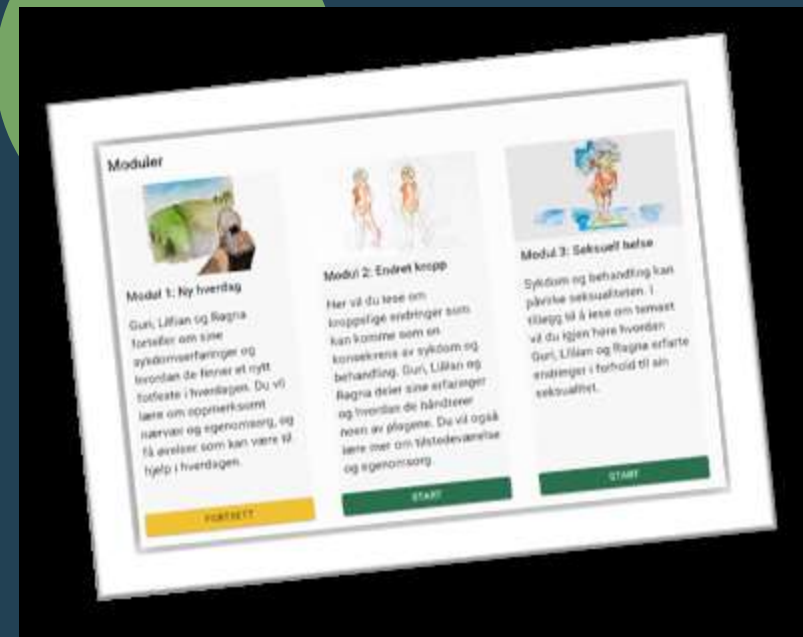 Moduler
Modul 1: Ny hverdag
Guri, Lillian og Ragna
forteller om sine
sykdomserfaringer og
hvordan de finner et nytt
fotfeste i hverdagen. Du vil
lære om oppmerksomt
nærvær og egenomsorg, og
få øvelser som kan være til
hjelp i hverdagen.
FORTSETT
Modul 2: Endret kropp
Her vil du lese om
kroppslige endringer som
kan komme som en
konsekvens av sykdom og
behandling. Guri, Lillian og
Ragna deler sine erfaringer
og hvordan de håndterer
noen av plagene. Du vil også
lære mer om tilstedeværelse
og egenomsorg
START
Modul 3: Seksuell helse
Sykdom og behandling kan
påvirke seksualiteten. I
tillegg til å lese om temaet
vil du igjen høre hvordan
Guri, Lillian og Ragna erfarte
endringer i forhold til sin
seksualitet.
START